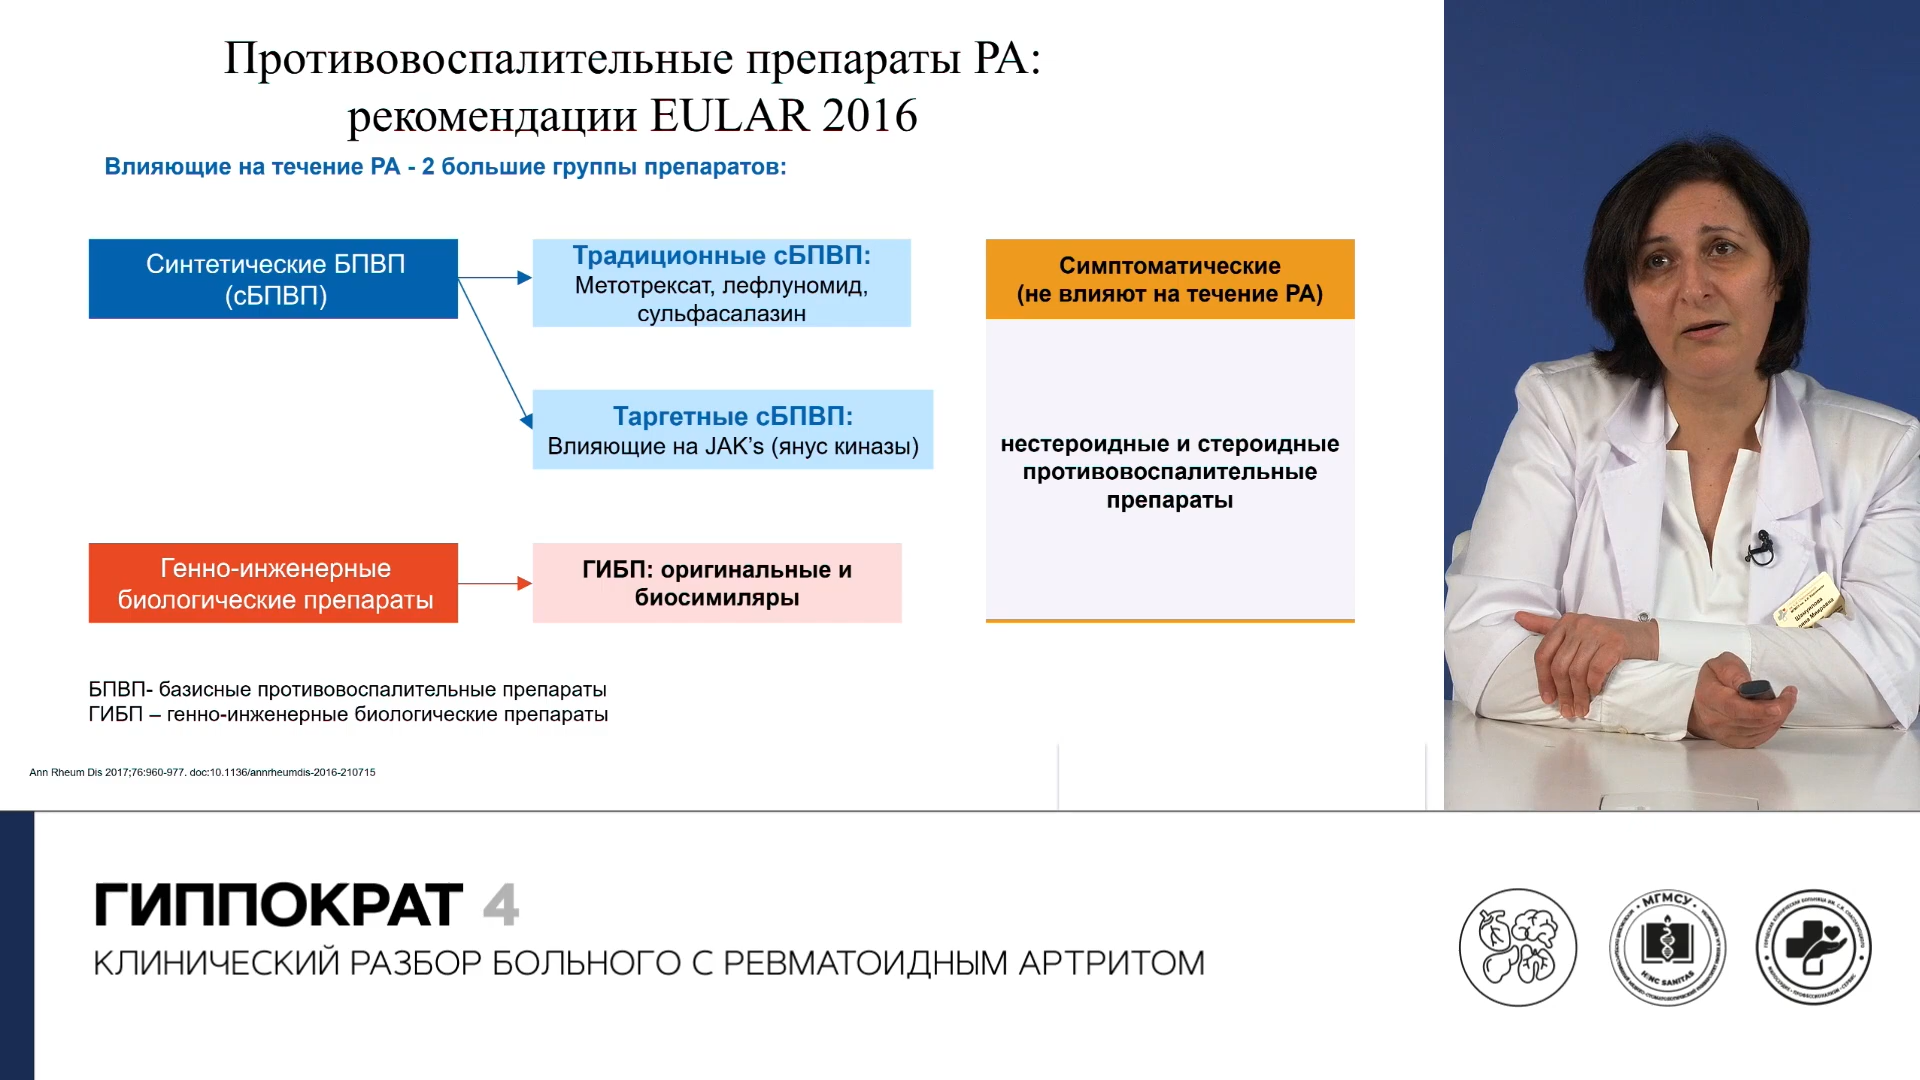 Противовоспалительные препараты РА:
рекомендации EULAR 2016
Влияющие на течение РА - 2 большие группы препаратов:
Синтетические БПВП
(сБПВП)
Традиционные сБПВП:
Метотрексат, лефлуномид,
сульфасалазин
Таргетные сБПВП:
Влияющие на JAK’s (янус киназы)
Генно-инженерные
биологические препараты
ГИБП: оригинальные и
биосимиляры
Симптоматические
(не влияют на течение РА)
нестероидные и стероидные
противовоспалительные
препараты
БПВП- базисные противовоспалительные препараты
ГИБП – генно-инженерные биологические препараты
Ann Rheum Dis 2017;76:960-977. doc:10.1136/annrheumdis-2016-210715
ГИППОКРАТ 4
КЛИНИЧЕСКИЙ РАЗБОР БОЛЬНОГО С РЕВМАТОИДНЫМ АРТРИТОМ
МГМСУ
HINC SANITAS